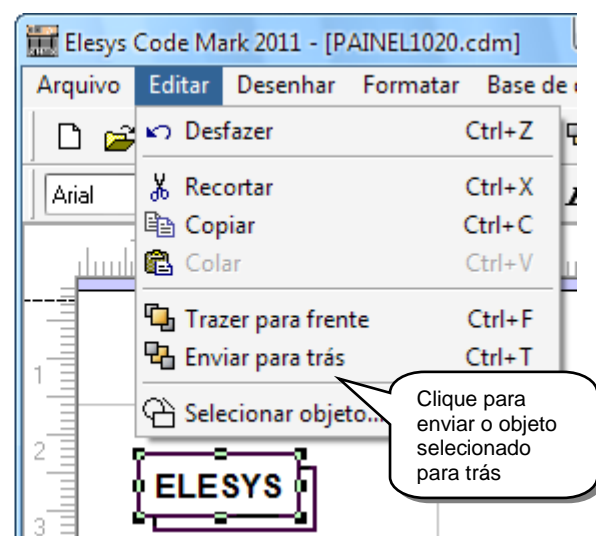 Elesys Code Mark 2011 - [PAINEL1020.cdm]
Arquivo Editar Desenhar Formatar Base de
Desfazer Ctrl+Z
Arial
Recortar Ctrl+X
Copiar Ctrl+C
Colar Ctrl+V
Trazer para frente Ctrl+F
Enviar para trás Ctrl+T
Selecionar objeto...
Clique para
enviar o objeto
selecionado
para trás
1
2
3
ELESYS